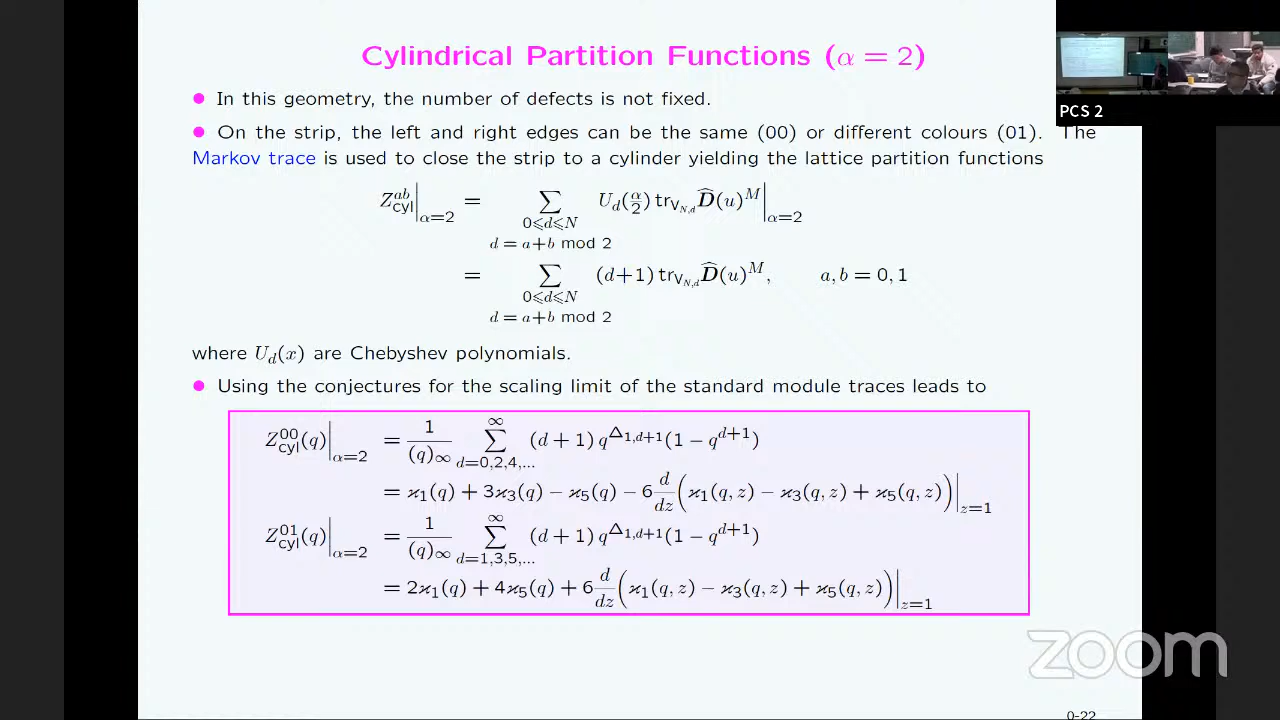 Cylindrical Partition Functions (α = 2)
PCS 2
• In this geometry, the number of defects is not fixed.
• On the strip, the left and right edges can be the same (00) or different colours (01). The
Markov trace is used to close the strip to a cylinder yielding the lattice partition functions
Z^{ab}_{cyl}|_{α=2} = ∑_{0⩽d⩽N, d = a+b mod 2} U_d(α/2) tr_{V_{N,d}} D̂(u)^M |_{α=2}
= ∑_{0⩽d⩽N, d = a+b mod 2} (d+1) tr_{V_{N,d}} D̂(u)^M, a, b = 0, 1
where U_d(x) are Chebyshev polynomials.
• Using the conjectures for the scaling limit of the standard module traces leads to
Z^{00}_{cyl}(q)|_{α=2} = 1/(q)_∞ ∑^{∞}_{d=0,2,4,...} (d+1) q^{Δ_{1,d+1}}(1 − q^{d+1})
= ϰ_1(q) + 3ϰ_3(q) − ϰ_5(q) − 6 d/dz (ϰ_1(q, z) − ϰ_3(q, z) + ϰ_5(q, z))|_{z=1}
Z^{01}_{cyl}(q)|_{α=2} = 1/(q)_∞ ∑^{∞}_{d=1,3,5,...} (d+1) q^{Δ_{1,d+1}}(1 − q^{d+1})
= 2ϰ_1(q) + 4ϰ_5(q) + 6 d/dz (ϰ_1(q, z) − ϰ_3(q, z) + ϰ_5(q, z))|_{z=1}
zoom
0-22